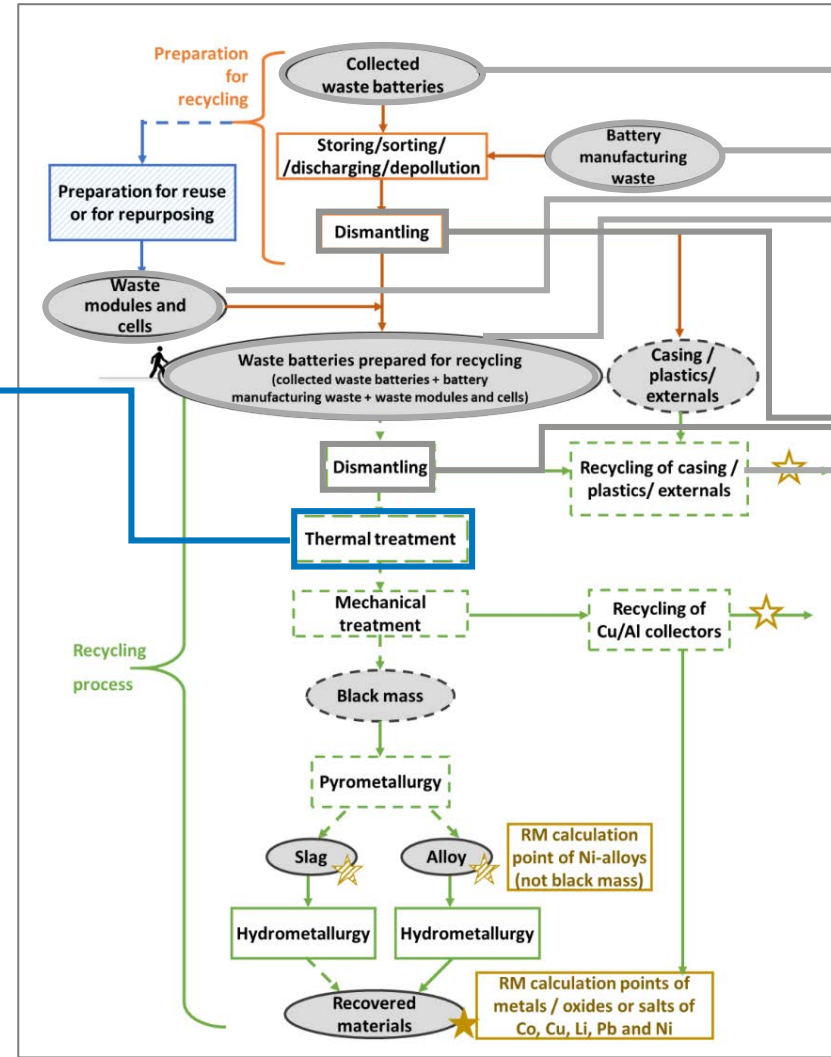 Preparation
for
recycling
Collected
waste batteries
Storing/sorting/
/discharging/depollution
Battery
manufacturing
waste
Preparation for reuse
or for repurposing
Dismantling
Waste
modules and
cells
Waste batteries prepared for recycling
(collected waste batteries + battery
manufacturing waste + waste modules and cells)
Casing /
plastics/
externals
Dismantling
Recycling of casing /
plastics/ externals
Thermal treatment
Mechanical
treatment
Recycling of
Cu/Al collectors
Recycling
process
Black mass
Pyrometallurgy
Slag
Alloy
RM calculation
point of Ni-alloys
(not black mass)
Hydrometallurgy
Hydrometallurgy
Recovered
materials
RM calculation points of
metals / oxides or salts of
Co, Cu, Li, Pb and Ni